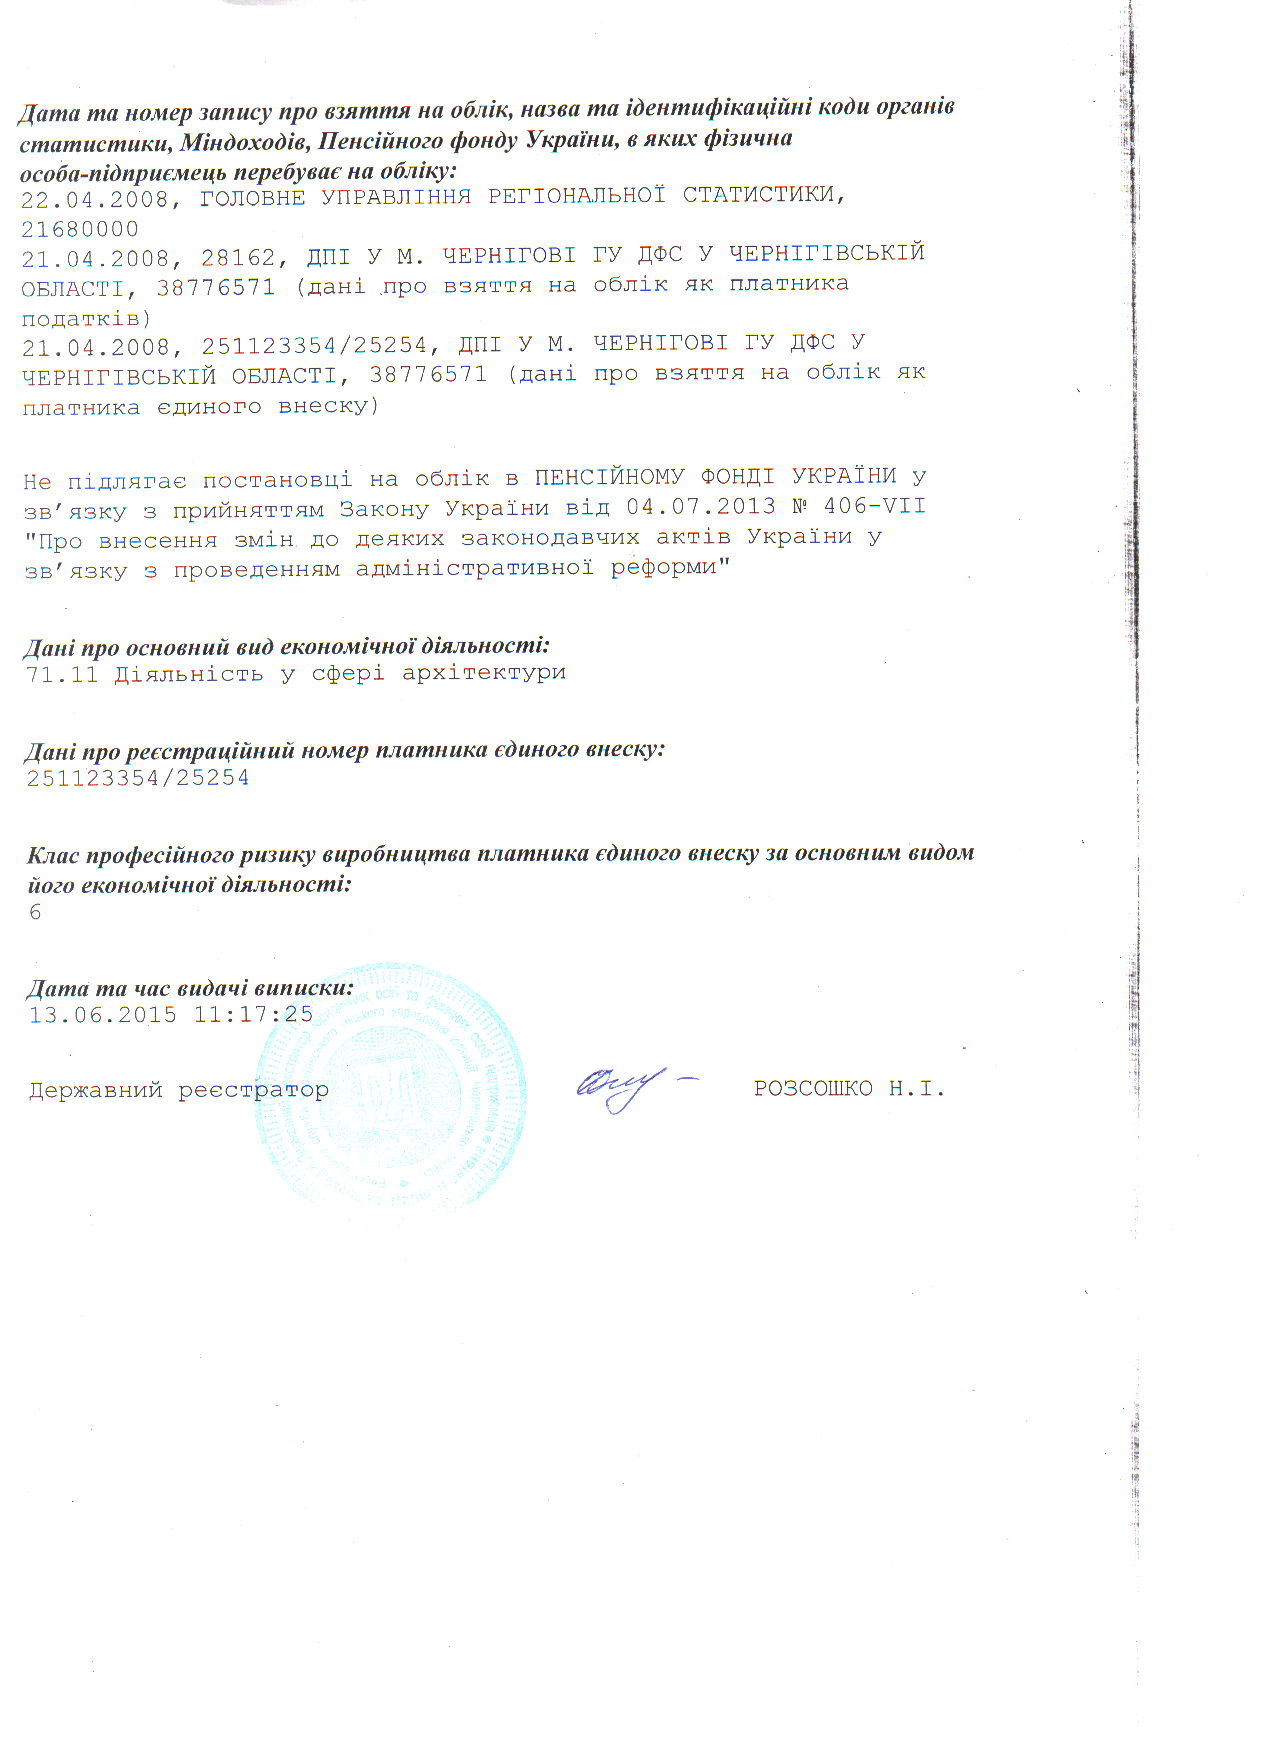 Дата та номер запису про взяття на облік, назва та ідентифікаційні коди органів
статистики, Міндоходів, Пенсійного фонду України, в яких фізична
особа-підприємець перебуває на обліку:
22.04.2008, ГОЛОВНЕ УПРАВЛІННЯ РЕГІОНАЛЬНОЇ СТАТИСТИКИ,
21680000
21.04.2008, 28162, ДПІ У М. ЧЕРНІГОВІ ГУ ДФС У ЧЕРНІГІВСЬКІЙ
ОБЛАСТІ, 38776571 (дані про взяття на облік як платника
податків)
21.04.2008, 251123354/25254, ДПІ У М. ЧЕРНІГОВІ ГУ ДФС У
ЧЕРНІГІВСЬКІЙ ОБЛАСТІ, 38776571 (дані про взяття на облік як
платника єдиного внеску)
Не підлягає постановці на облік в ПЕНСІЙНОМУ ФОНДІ УКРАЇНИ у
зв’язку з прийняттям Закону України від 04.07.2013 № 406-VII
"Про внесення змін до деяких законодавчих актів України у
зв’язку з проведенням адміністративної реформи"
Дані про основний вид економічної діяльності:
71.11 Діяльність у сфері архітектури
Дані про реєстраційний номер платника єдиного внеску:
251123354/25254
Клас професійного ризику виробництва платника єдиного внеску за основним видом
його економічної діяльності:
6
Дата та час видачі виписки:
13.06.2015 11:17:25
Державний реєстратор РОЗСОШКО Н.І.